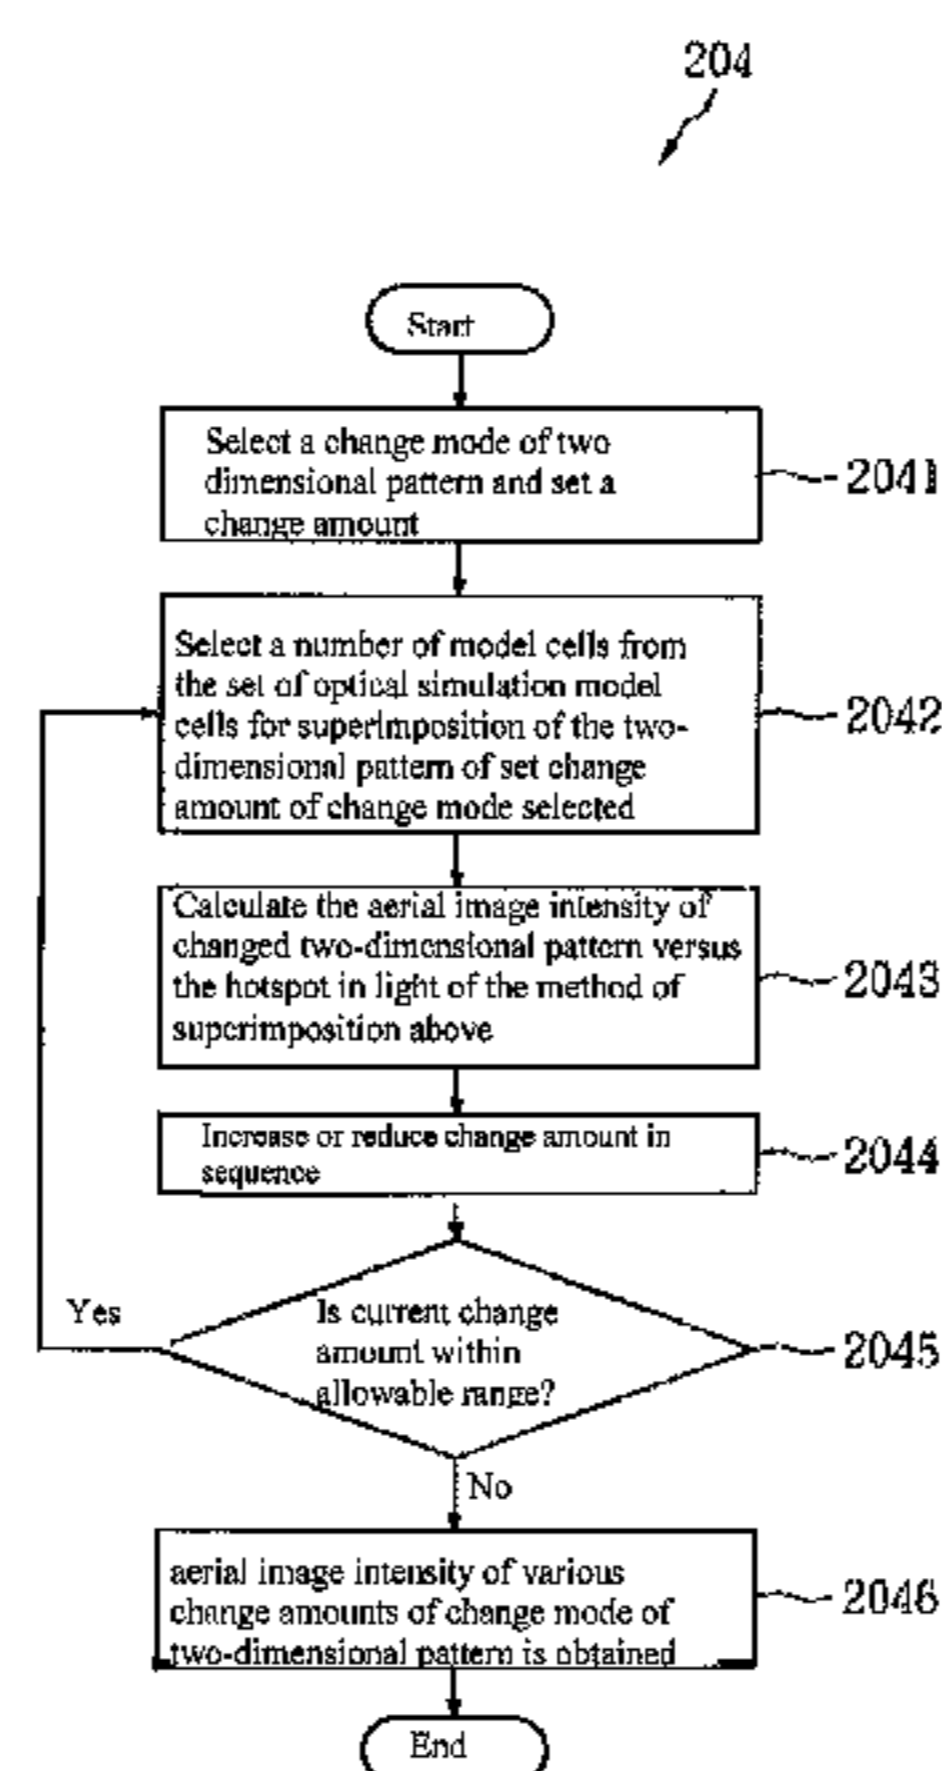 204
Start
Select a change mode of two
dimensional pattern and set a
change amount
2041
Select a number of model cells from
the set of optical simulation model
cells for superimposition of the two-
dimensional pattern of set change
amount of change mode selected
2042
Calculate the aerial image intensity of
changed two-dimensional pattern versus
the hotspot in light of the method of
superimposition above
2043
Increase or reduce change amount in
sequence
2044
Yes
Is current change
amount within
allowable range?
2045
No
aerial image intensity of various
change amounts of change mode of
two-dimensional pattern is obtained
2046
End